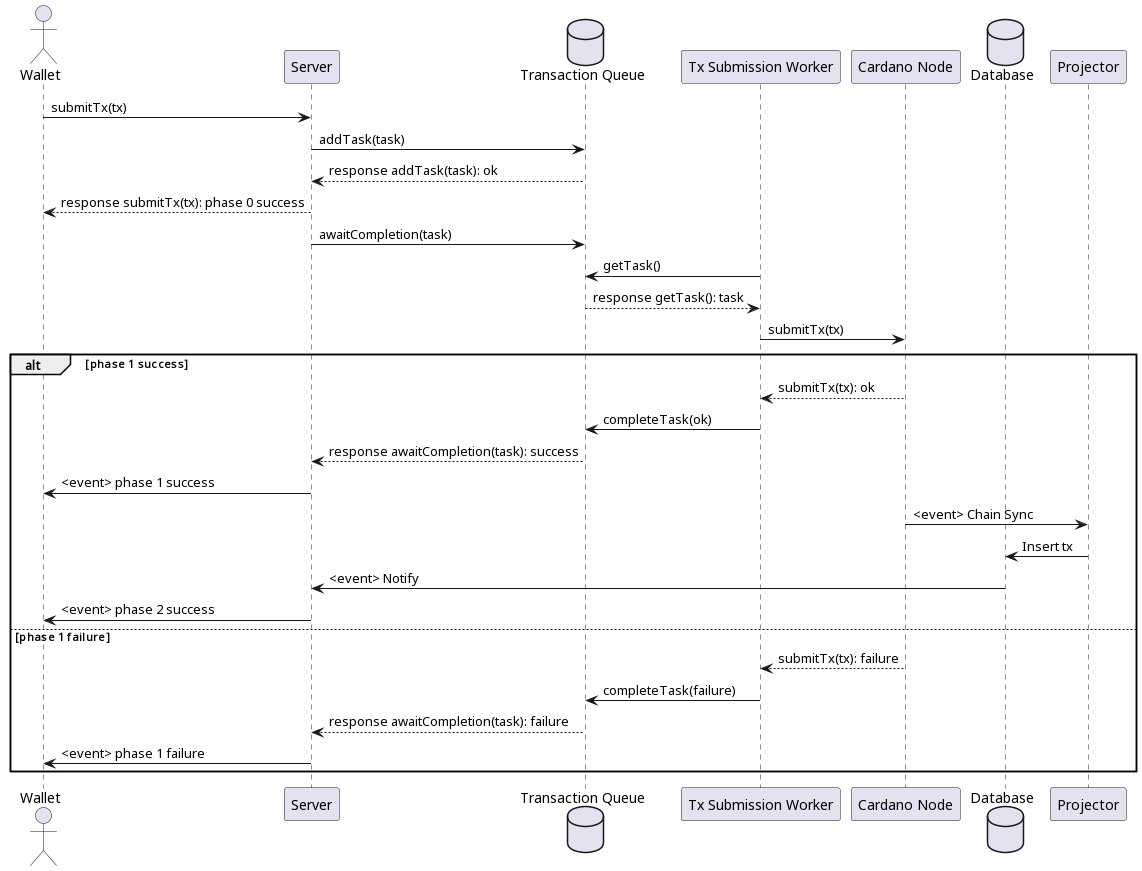 Wallet
Server
Transaction Queue
Tx Submission Worker
Cardano Node
Database
Projector
submitTx(tx)
addTask(task)
response addTask(task): ok
response submitTx(tx): phase 0 success
awaitCompletion(task)
getTask()
response getTask(): task
submitTx(tx)
alt
[phase 1 success]
submitTx(tx): ok
completeTask(ok)
response awaitCompletion(task): success
<event> phase 1 success
<event> Chain Sync
Insert tx
<event> Notify
<event> phase 2 success
[phase 1 failure]
submitTx(tx): failure
completeTask(failure)
response awaitCompletion(task): failure
<event> phase 1 failure
Wallet
Server
Transaction Queue
Tx Submission Worker
Cardano Node
Database
Projector